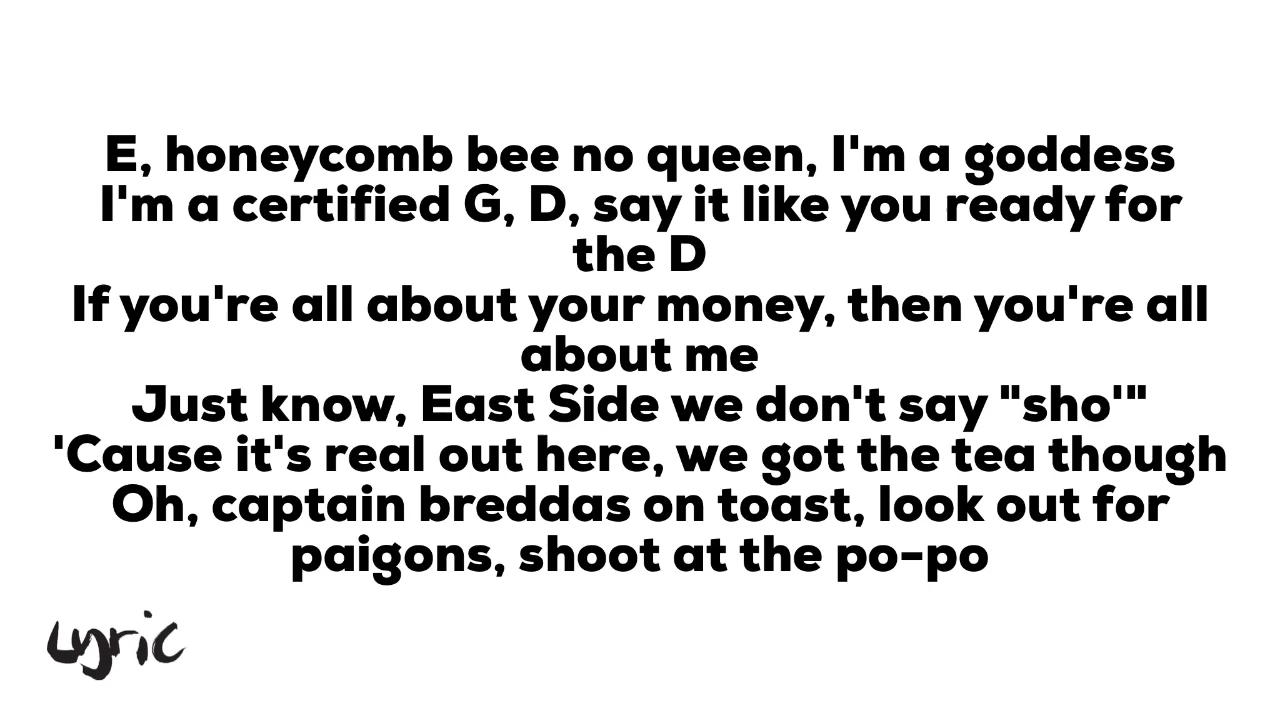 E, honeycomb bee no queen, I'm a goddess
I'm a certified G, D, say it like you ready for
the D
If you're all about your money, then you're all
about me
Just know, East Side we don't say "sho'"
'Cause it's real out here, we got the tea though
Oh, captain breddas on toast, look out for
paigons, shoot at the po-po
Lyric